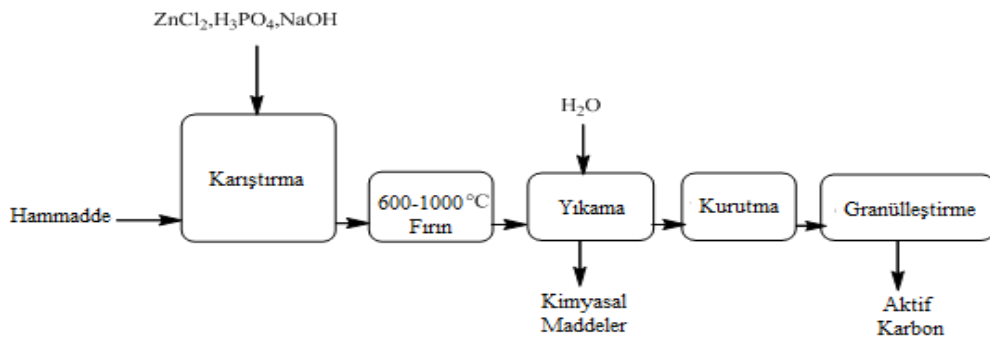 ZnCl₂,H₃PO₄,NaOH
H₂O
Karıştırma
Hammadde
600-1000 °C
Fırın
Yıkama
Kurutma
Granülleştirme
Kimyasal
Maddeler
Aktif
Karbon